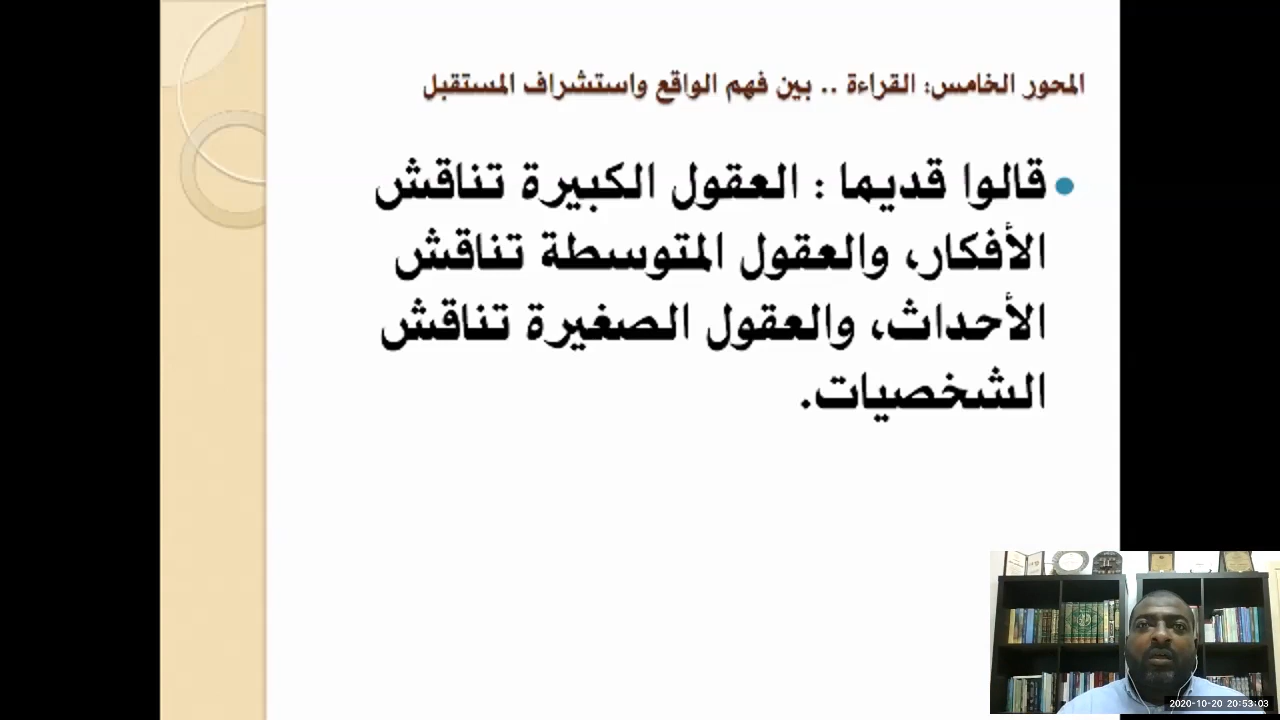 المحور الخامس: القراءة .. بين فهم الواقع واستشراف المستقبل
قالوا قديما : العقول الكبيرة تناقش
الأفكار، والعقول المتوسطة تناقش
الأحداث، والعقول الصغيرة تناقش
الشخصيات.
2020-10-20 20:53:03